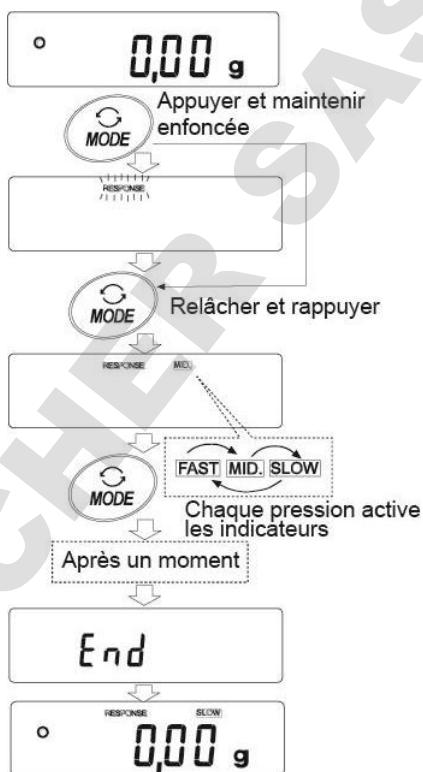 0,00 g
Appuyer et maintenir
enfoncée
MODE
RESPONSE
MODE
Relâcher et rappuyer
RESPONSE MID.
FAST MID. SLOW
MODE
Chaque pression active
les indicateurs
Après un moment
End
RESPONSE SLOW
0,00 g